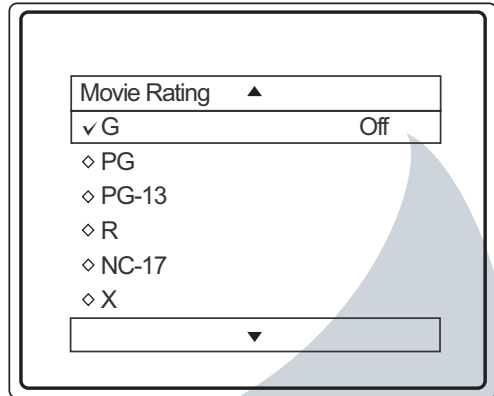 Movie Rating ▲
✓ G Off
◇ PG
◇ PG-13
◇ R
◇ NC-17
◇ X
▼